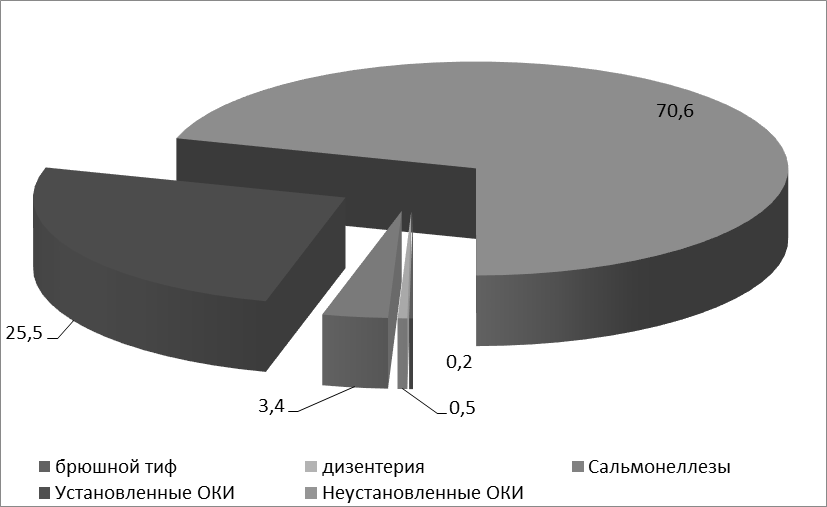 70,6
25,5
0,2
3,4
0,5
брюшной тиф
дизентерия
Сальмонеллезы
Установленные ОКИ
Неустановленные ОКИ